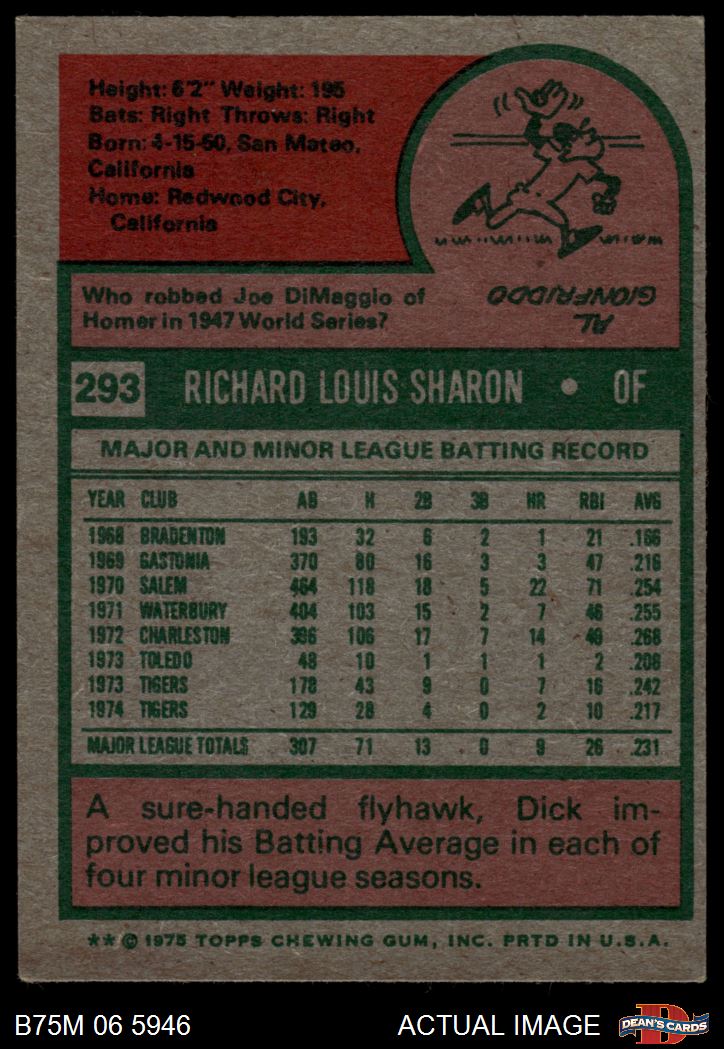 Height: 6'2" Weight: 195
Bats: Right Throws: Right
Born: 4-15-50, San Mateo,
California
Home: Redwood City,
California
Who robbed Joe DiMaggio of
Homer in 1947 World Series?
AL
GIONFRIDDO
293 RICHARD LOUIS SHARON • OF
MAJOR AND MINOR LEAGUE BATTING RECORD
YEAR CLUB AB H 2B 3B HR RBI AVG
1968 BRADENTON 193 32 6 2 1 21 .166
1969 GASTONIA 370 80 16 3 3 47 .216
1970 SALEM 464 118 18 5 22 71 .254
1971 WATERBURY 404 103 15 2 7 46 .255
1972 CHARLESTON 396 106 17 7 14 49 .268
1973 TOLEDO 48 10 1 1 1 2 .208
1973 TIGERS 178 43 9 0 7 16 .242
1974 TIGERS 129 28 4 0 2 10 .217
MAJOR LEAGUE TOTALS 307 71 13 0 9 26 .231
A sure-handed flyhawk, Dick im-
proved his Batting Average in each of
four minor league seasons.
** © 1975 TOPPS CHEWING GUM, INC. PRTD IN U.S.A.
B75M 06 5946 ACTUAL IMAGE D DEAN'S CARDS